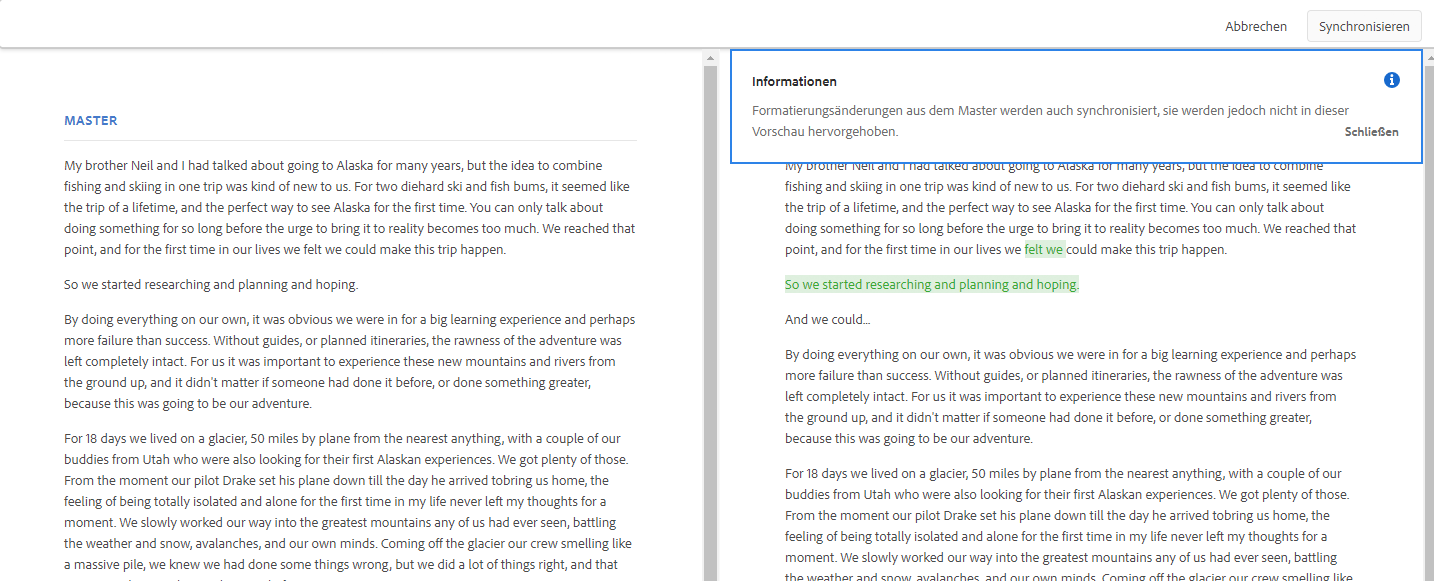 Abbrechen
Synchronisieren
MASTER
My brother Neil and I had talked about going to Alaska for many years, but the idea to combine
fishing and skiing in one trip was kind of new to us. For two diehard ski and fish bums, it seemed like
the trip of a lifetime, and the perfect way to see Alaska for the first time. You can only talk about
doing something for so long before the urge to bring it to reality becomes too much. We reached that
point, and for the first time in our lives we felt we could make this trip happen.
So we started researching and planning and hoping.
By doing everything on our own, it was obvious we were in for a big learning experience and perhaps
more failure than success. Without guides, or planned itineraries, the rawness of the adventure was
left completely intact. For us it was important to experience these new mountains and rivers from
the ground up, and it didn't matter if someone had done it before, or done something greater,
because this was going to be our adventure.
For 18 days we lived on a glacier, 50 miles by plane from the nearest anything, with a couple of our
buddies from Utah who were also looking for their first Alaskan experiences. We got plenty of those.
From the moment our pilot Drake set his plane down till the day he arrived tobring us home, the
feeling of being totally isolated and alone for the first time in my life never left my thoughts for a
moment. We slowly worked our way into the greatest mountains any of us had ever seen, battling
the weather and snow, avalanches, and our own minds. Coming off the glacier our crew smelling like
a massive pile, we knew we had done some things wrong, but we did a lot of things right, and that
Informationen
Formatierungsänderungen aus dem Master werden auch synchronisiert, sie werden jedoch nicht in dieser
Vorschau hervorgehoben.
Schließen
My brother Neil and I had talked about going to Alaska for many years, but the idea to combine
fishing and skiing in one trip was kind of new to us. For two diehard ski and fish bums, it seemed like
the trip of a lifetime, and the perfect way to see Alaska for the first time. You can only talk about
doing something for so long before the urge to bring it to reality becomes too much. We reached that
point, and for the first time in our lives we felt we could make this trip happen.
So we started researching and planning and hoping.
And we could…
By doing everything on our own, it was obvious we were in for a big learning experience and perhaps
more failure than success. Without guides, or planned itineraries, the rawness of the adventure was
left completely intact. For us it was important to experience these new mountains and rivers from
the ground up, and it didn't matter if someone had done it before, or done something greater,
because this was going to be our adventure.
For 18 days we lived on a glacier, 50 miles by plane from the nearest anything, with a couple of our
buddies from Utah who were also looking for their first Alaskan experiences. We got plenty of those.
From the moment our pilot Drake set his plane down till the day he arrived tobring us home, the
feeling of being totally isolated and alone for the first time in my life never left my thoughts for a
moment. We slowly worked our way into the greatest mountains any of us had ever seen, battling
the weather and snow, avalanches, and our own minds. Coming off the glacier our crew smelling like